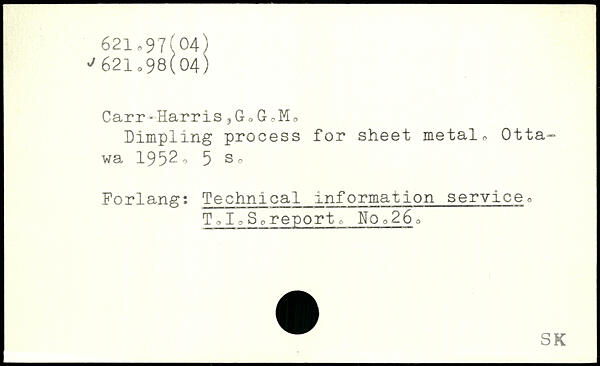 621.97(04)
✓ 621.98(04)
Carr-Harris,G.G.M.
Dimpling process for sheet metal. Otta-
wa 1952. 5 s.
Forlang: Technical information service.
T.I.S.report. No.26.
SK